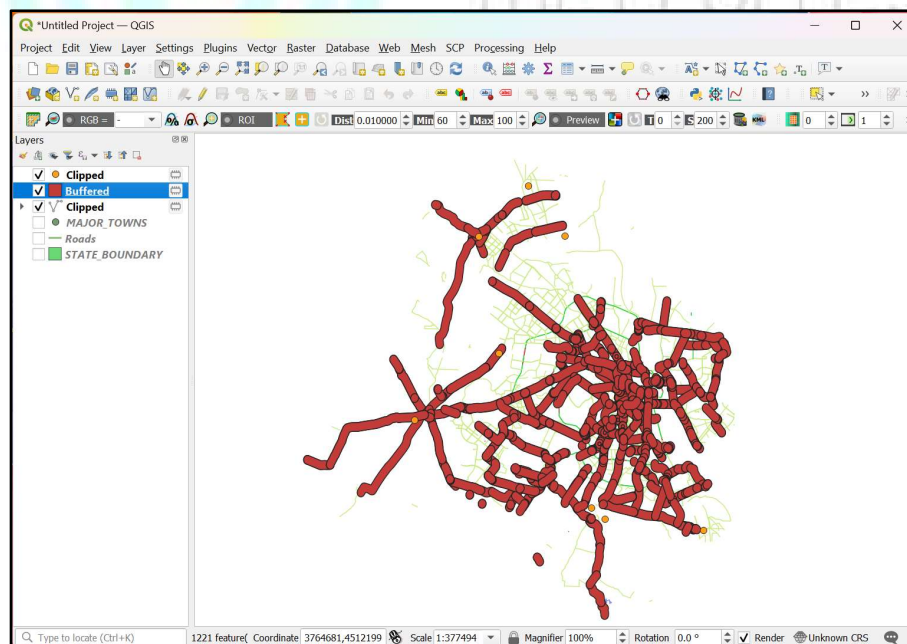 *Untitled Project — QGIS
Project Edit View Layer Settings Plugins Vector Raster Database Web Mesh SCP Processing Help
RGB = - ROI Dist 0.010000 Min 60 Max 100 Preview T 0 S 200 KML 0 1
Layers
Clipped
Buffered
Clipped
MAJOR_TOWNS
Roads
STATE_BOUNDARY
Type to locate (Ctrl+K) 1221 feature( Coordinate 3764681,4512199 Scale 1:377494 Magnifier 100% Rotation 0.0 ° Render Unknown CRS